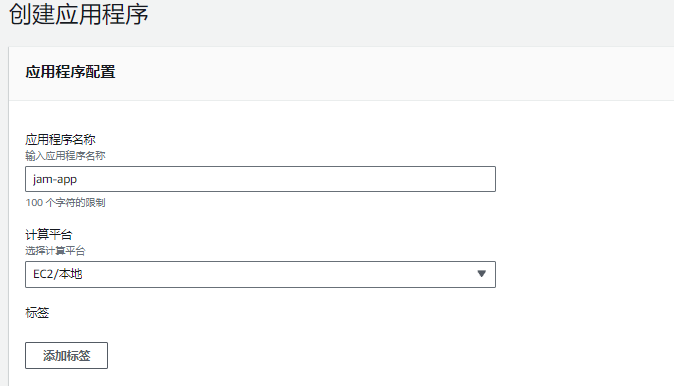 创建应用程序
应用程序配置
应用程序名称
输入应用程序名称
jam-app
100 个字符的限制
计算平台
选择计算平台
EC2/本地
标签
添加标签